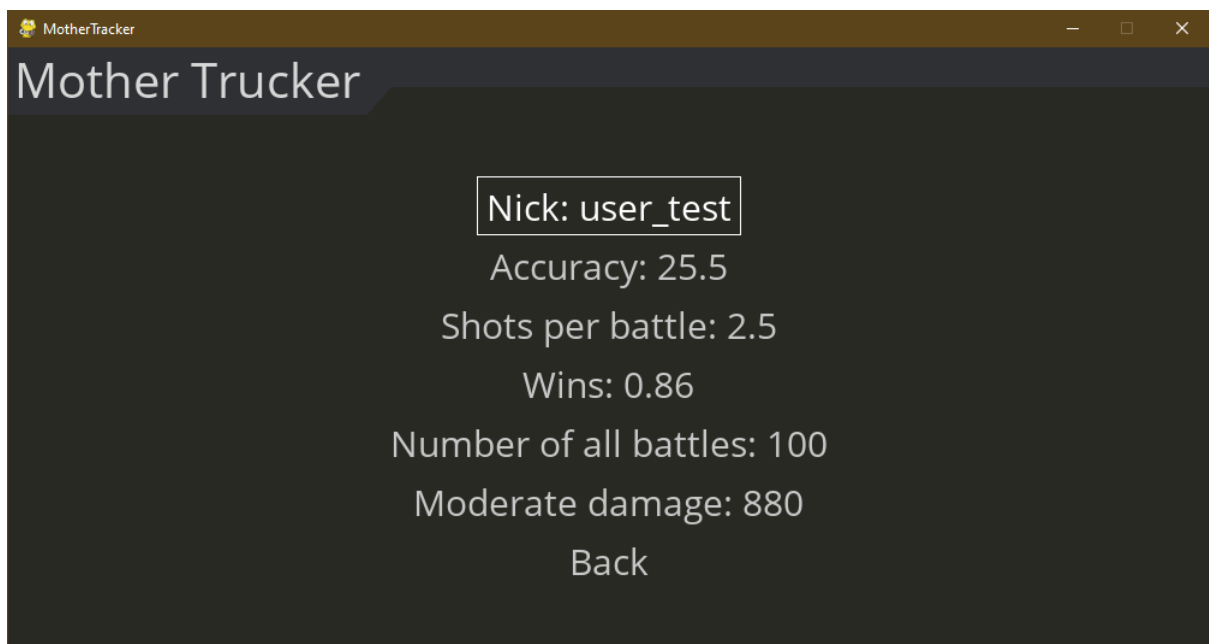 MotherTracker
Mother Trucker
Nick: user_test
Accuracy: 25.5
Shots per battle: 2.5
Wins: 0.86
Number of all battles: 100
Moderate damage: 880
Back